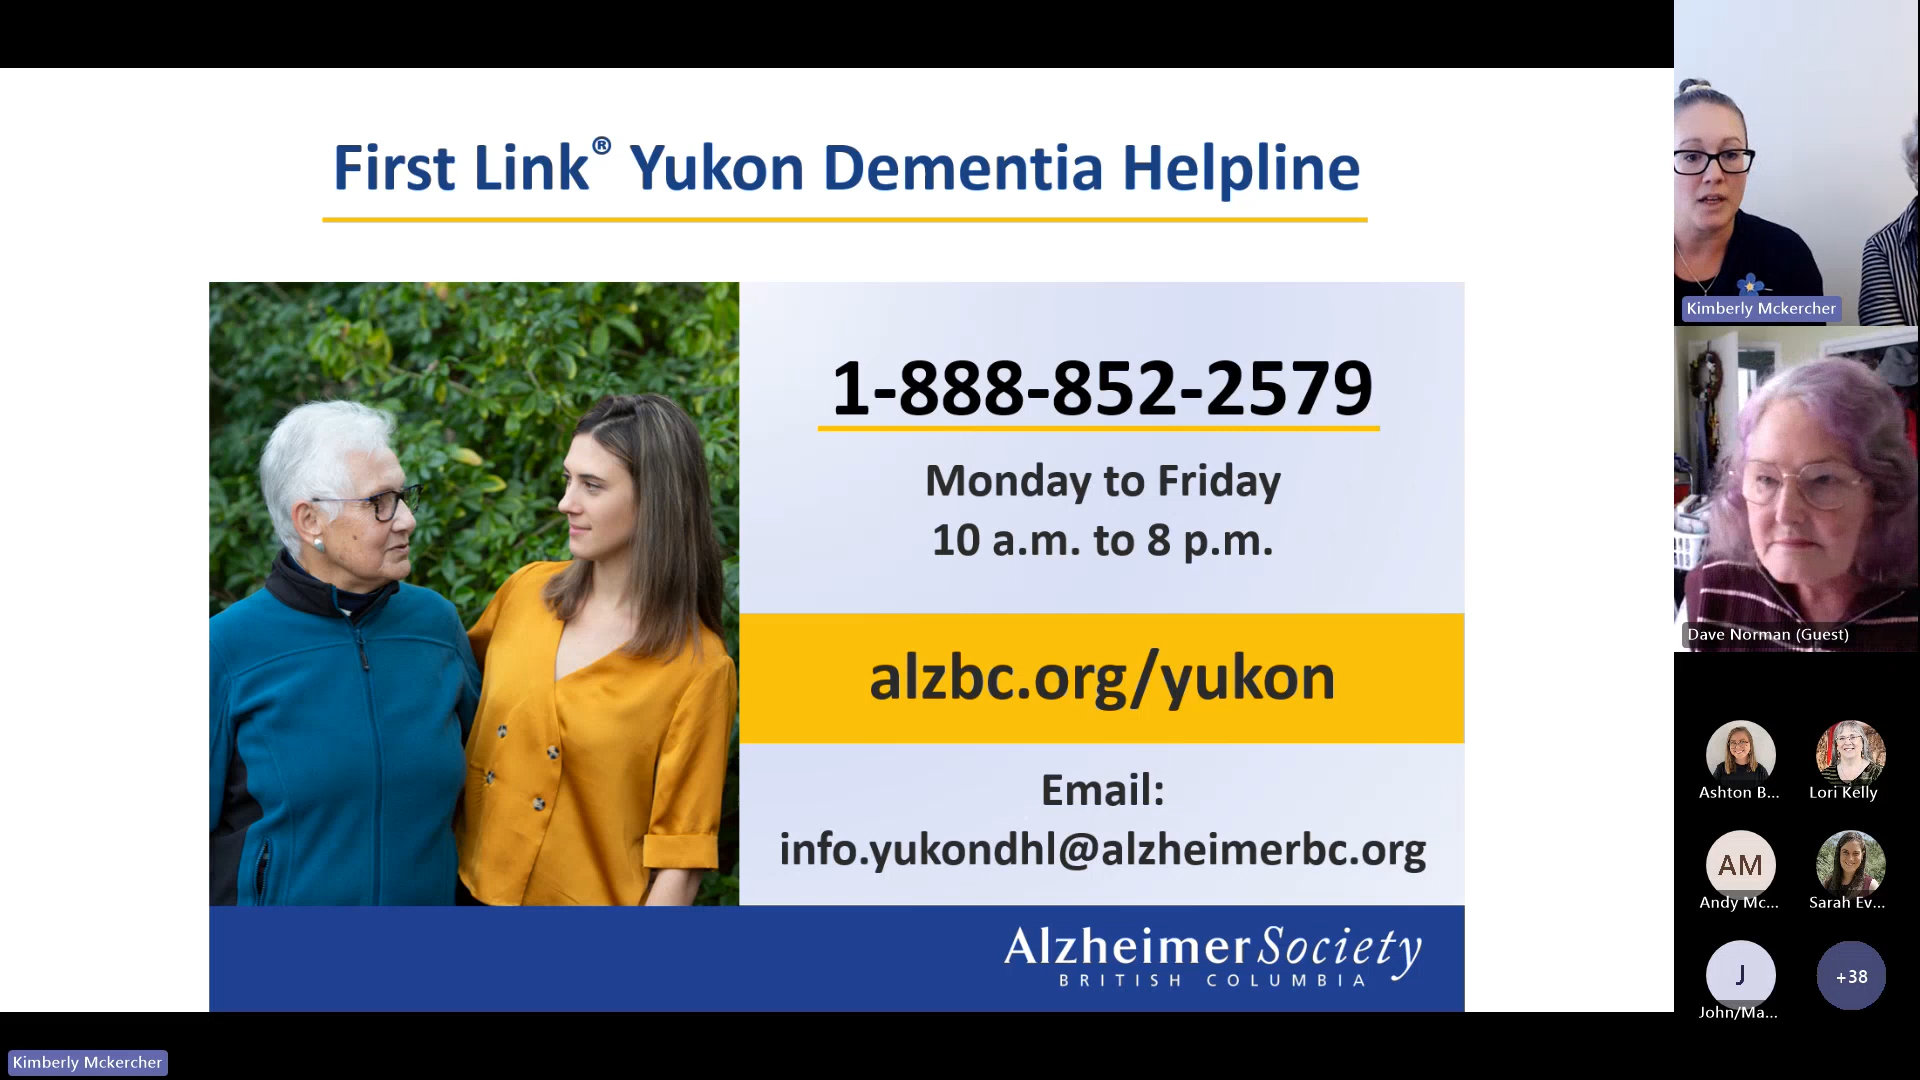 First Link® Yukon Dementia Helpline
1-888-852-2579
Monday to Friday
10 a.m. to 8 p.m.
alzbc.org/yukon
Email:
info.yukondhl@alzheimerbc.org
AlzheimerSociety
BRITISH COLUMBIA
Kimberly Mckercher
Dave Norman (Guest)
Ashton B...
Lori Kelly
AM
Andy Mc...
Sarah Ev...
J
John/Ma...
+38
Kimberly Mckercher